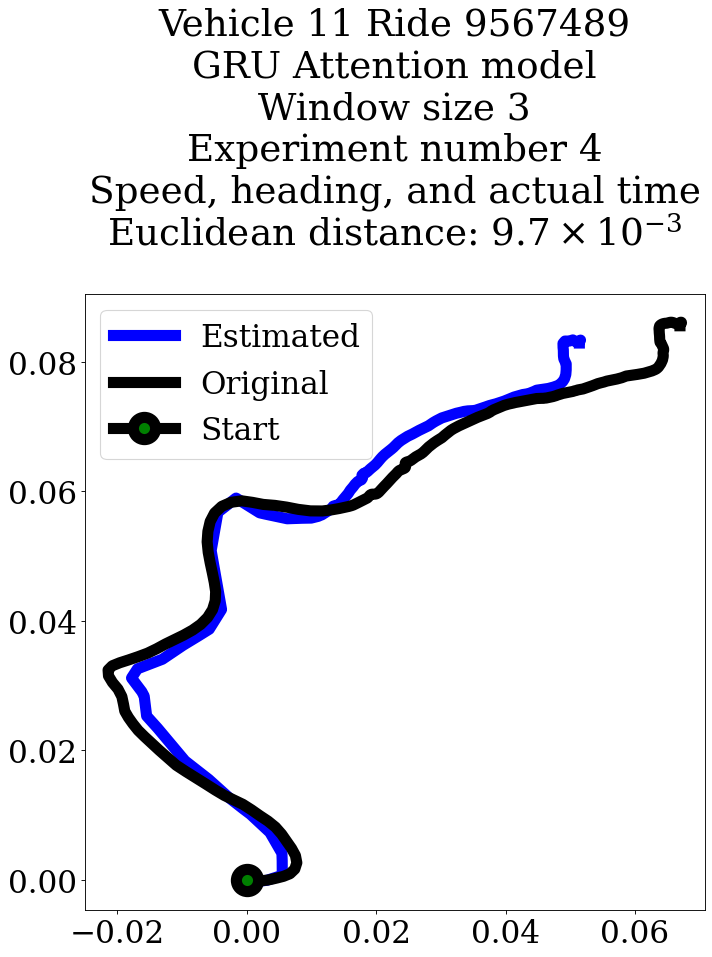 Vehicle 11 Ride 9567489
GRU Attention model
Window size 3
Experiment number 4
Speed, heading, and actual time
Euclidean distance: 9.7 × 10⁻³
Estimated
Original
Start
0.08
0.06
0.04
0.02
0.00
−0.02 0.00 0.02 0.04 0.06